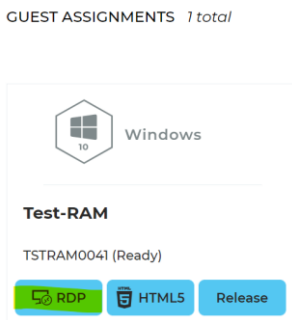 GUEST ASSIGNMENTS 1 total
Windows
10
Test-RAM
TSTRAM0041 (Ready)
RDP HTML5 Release